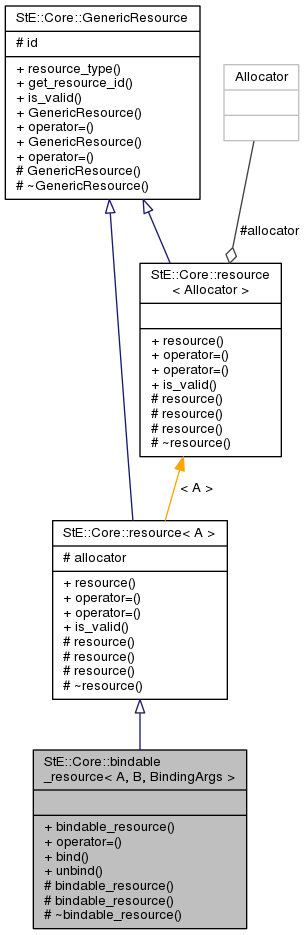 StE::Core::GenericResource
# id
+ resource_type()
+ get_resource_id()
+ is_valid()
+ GenericResource()
+ operator=()
+ GenericResource()
+ operator=()
# GenericResource()
# ~GenericResource()
Allocator
#allocator
StE::Core::resource
< Allocator >
+ resource()
+ operator=()
+ operator=()
+ is_valid()
# resource()
# resource()
# resource()
# ~resource()
< A >
StE::Core::resource< A >
# allocator
+ resource()
+ operator=()
+ operator=()
+ is_valid()
# resource()
# resource()
# resource()
# ~resource()
StE::Core::bindable
_resource< A, B, BindingArgs >
+ bindable_resource()
+ operator=()
+ bind()
+ unbind()
# bindable_resource()
# bindable_resource()
# ~bindable_resource()